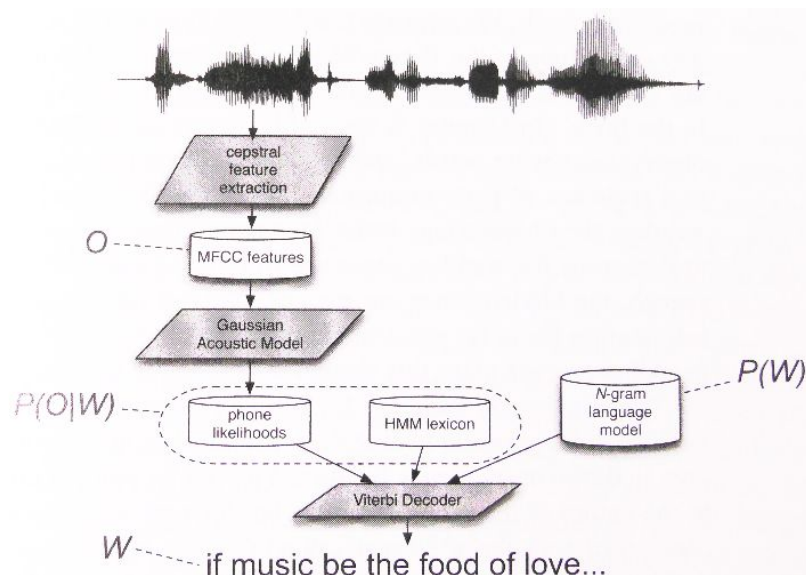 cepstral
feature
extraction
O
MFCC features
Gaussian
Acoustic Model
P(O|W)
phone
likelihoods
HMM lexicon
N-gram
language
model
P(W)
Viterbi Decoder
W
if music be the food of love...